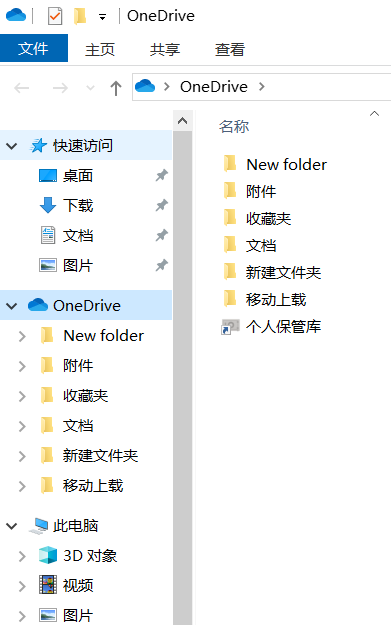 OneDrive
文件 主页 共享 查看
OneDrive
名称
快速访问
桌面
下载
文档
图片
OneDrive
New folder
附件
收藏夹
文档
新建文件夹
移动上载
此电脑
3D 对象
视频
图片
New folder
附件
收藏夹
文档
新建文件夹
移动上载
个人保管库